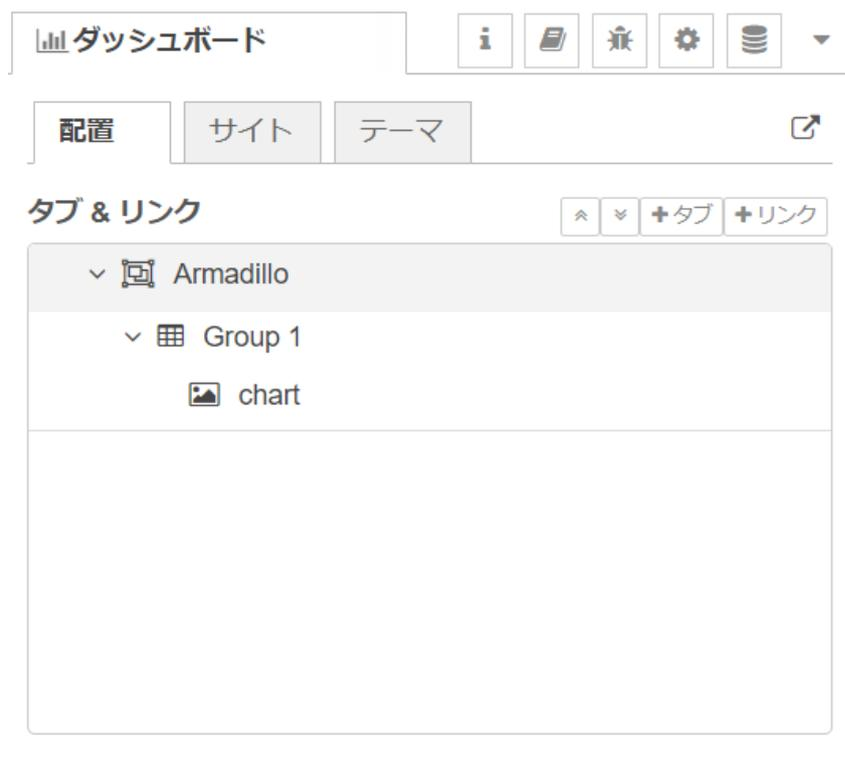 ダッシュボード
配置 サイト テーマ
タブ & リンク +タブ +リンク
Armadillo
Group 1
chart